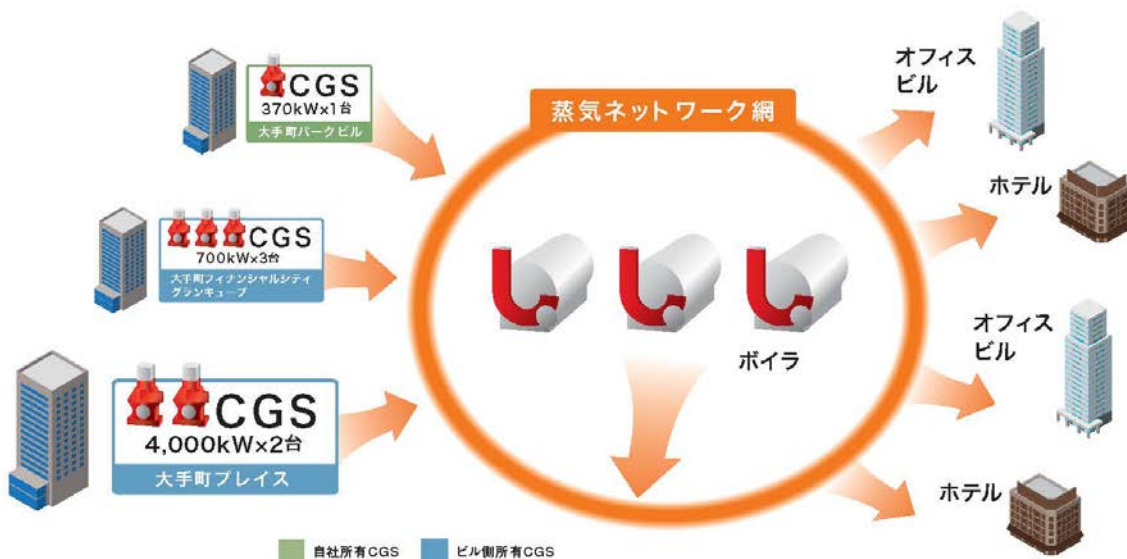 CGS
370kW×1台
大手町パークビル
CGS
700kW×3台
大手町フィナンシャルシティ
グランキューブ
CGS
4,000kW×2台
大手町プレイス
蒸気ネットワーク網
ボイラ
オフィス
ビル
ホテル
オフィス
ビル
ホテル
自社所有CGS
ビル側所有CGS